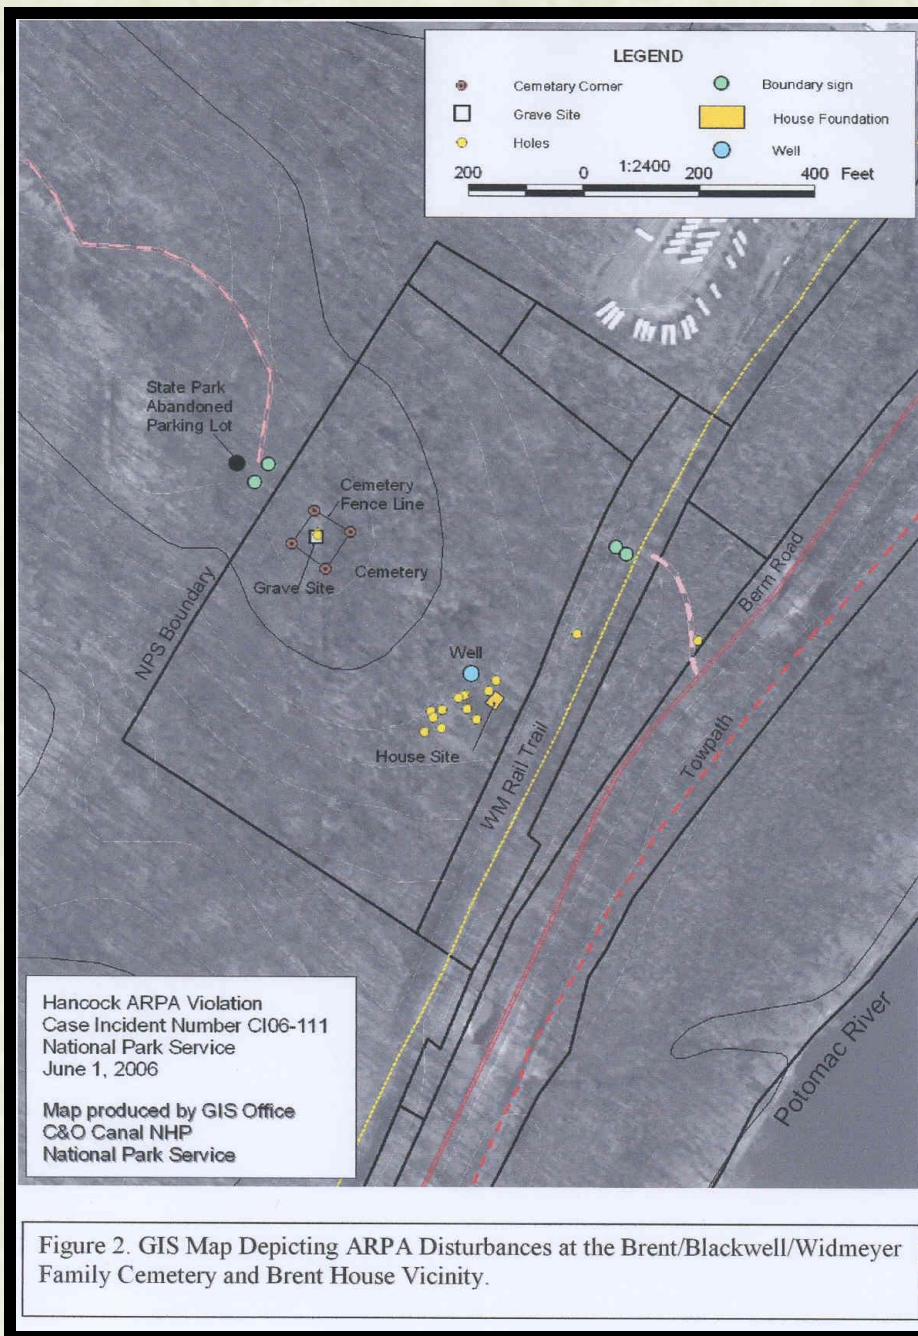 LEGEND
Cemetary Corner
Grave Site
Holes
Boundary sign
House Foundation
Well
1:2400
200 0 200 400 Feet
State Park
Abandoned
Parking Lot
Cemetery
Fence Line
Grave Site
Cemetery
NPS Boundary
Well
House Site
WM Rail Trail
Berm Road
Towpath
Potomac River
Hancock ARPA Violation
Case Incident Number CI06-111
National Park Service
June 1, 2006
Map produced by GIS Office
C&O Canal NHP
National Park Service
Figure 2. GIS Map Depicting ARPA Disturbances at the Brent/Blackwell/Widmeyer
Family Cemetery and Brent House Vicinity.